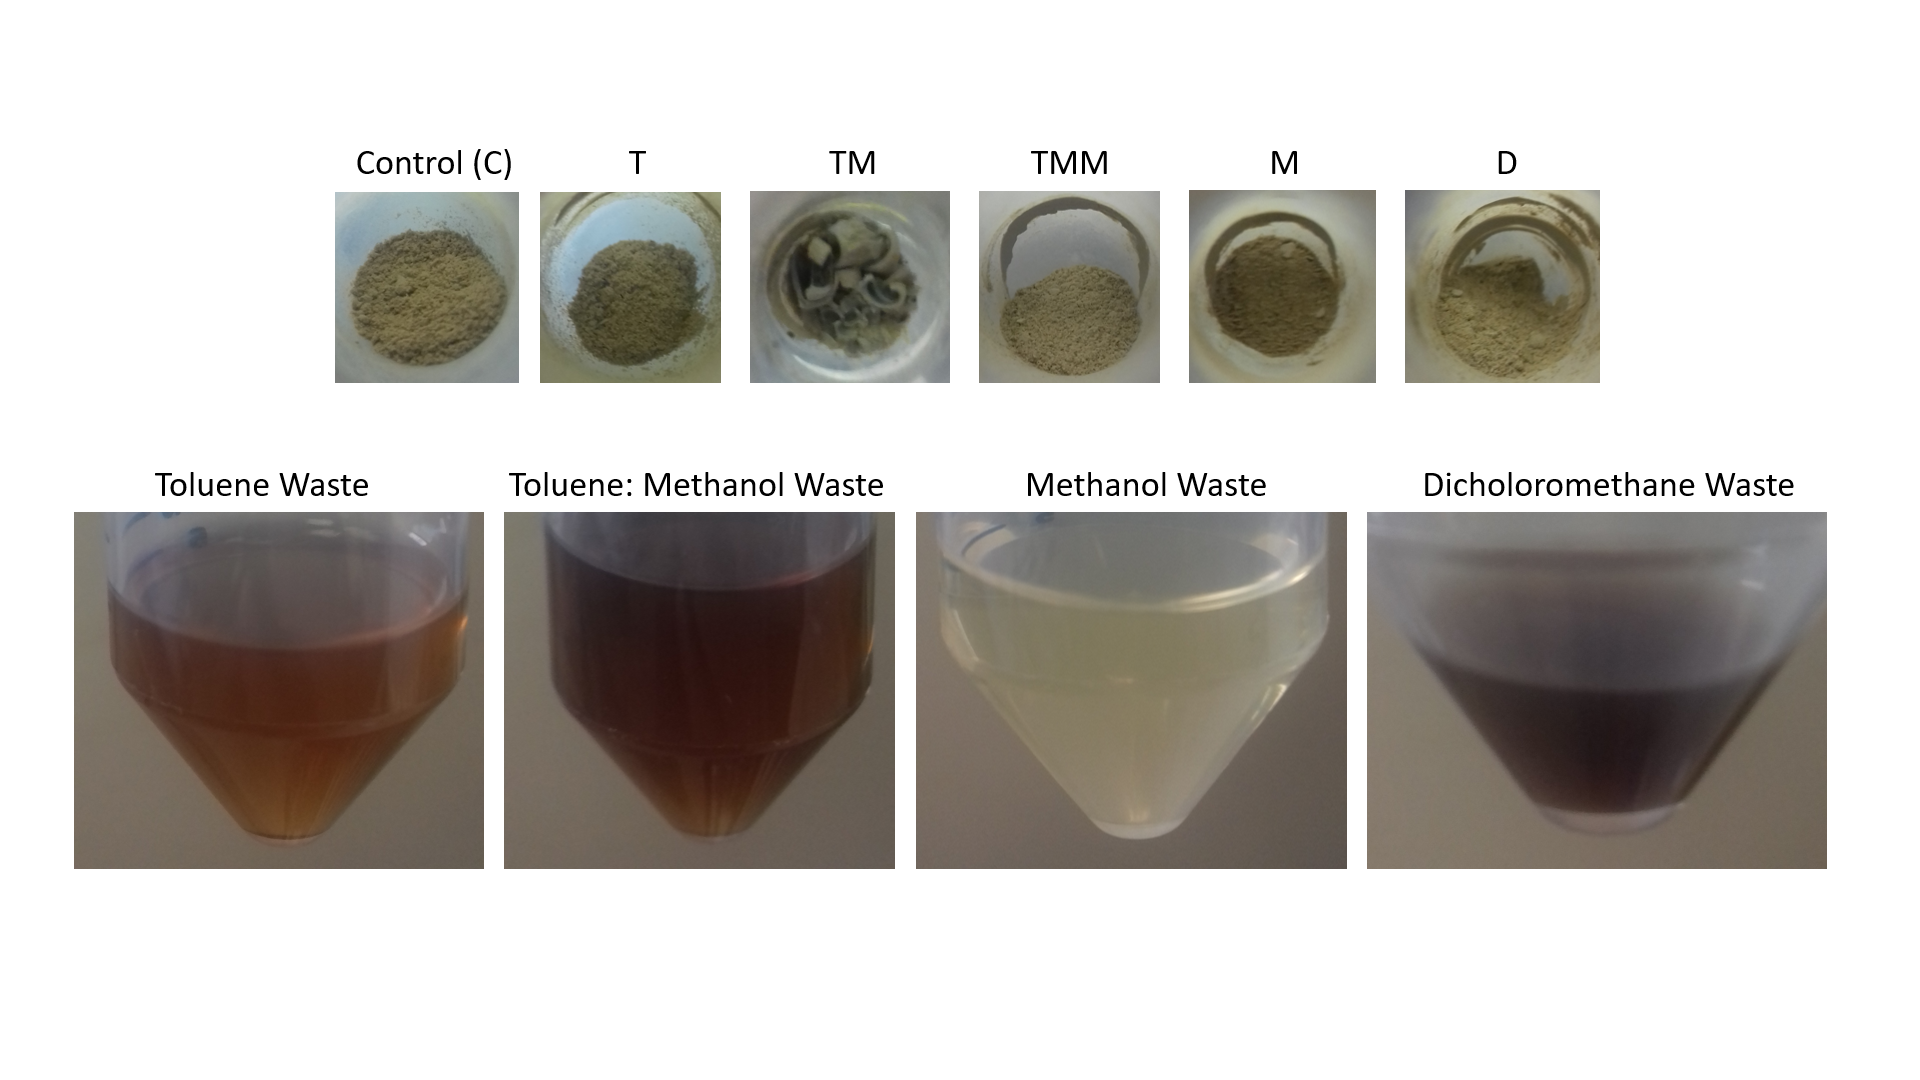 Control (C) T TM TMM M D
Toluene Waste Toluene: Methanol Waste Methanol Waste Dicholoromethane Waste